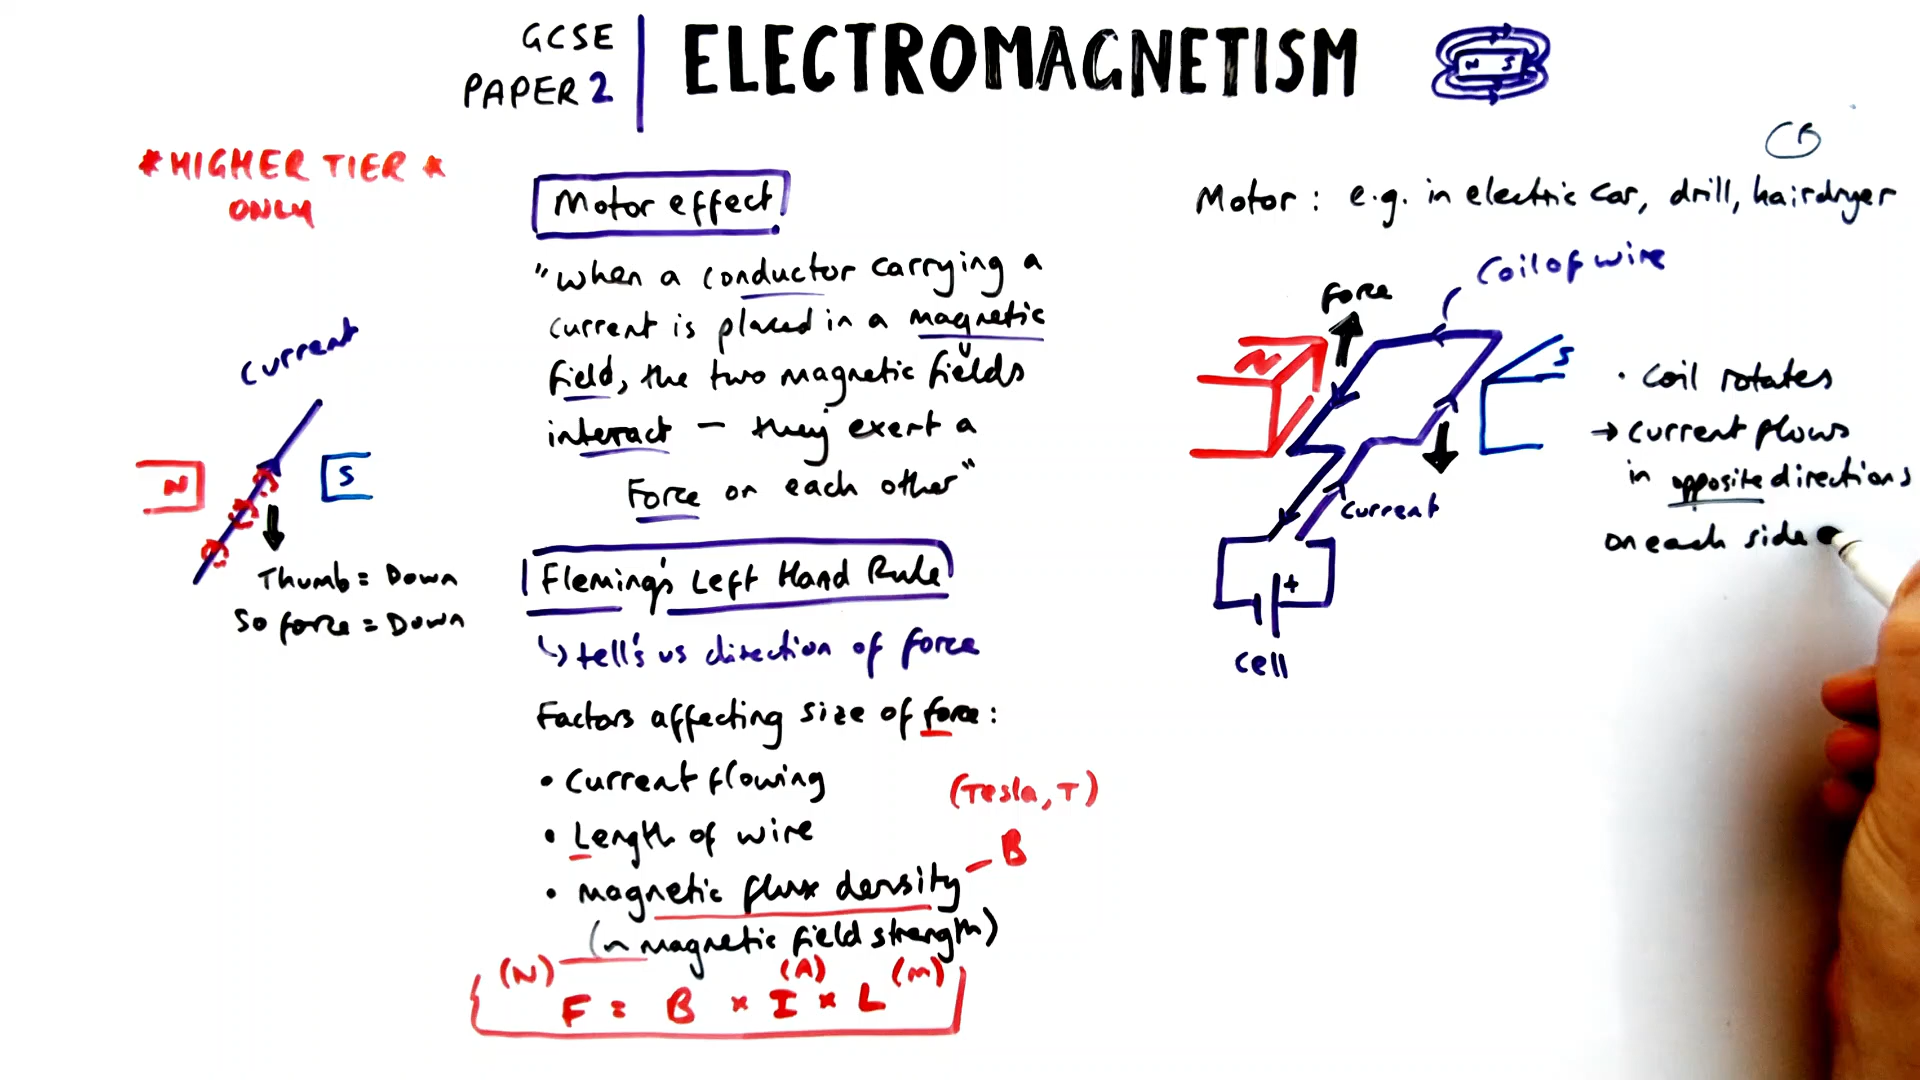 GCSE
PAPER 2
ELECTROMAGNETISM
N S
*HIGHER TIER*
ONLY
Current
N
S
Thumb = Down
So force = Down
Motor effect
"When a conductor carrying a
current is placed in a magnetic
field, the two magnetic fields
interact – they exert a
Force on each other"
Fleming's Left Hand Rule
↳ tell's us direction of force
Factors affecting size of force:
• Current flowing
• Length of wire
• magnetic flux density – B
(Tesla, T)
(~ magnetic field strength)
(N) (A) (m)
F = B × I × L
Motor: e.g. in electric car, drill, hairdryer
Coil of wire
Force
N
S
Current
+
Cell
• Coil rotates
→ current flows
in opposite directions
on each side